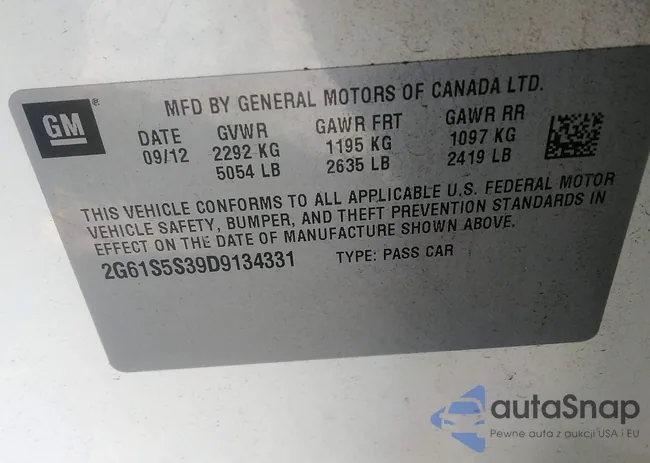 GM ®
MFD BY GENERAL MOTORS OF CANADA LTD.
DATE GVWR GAWR FRT GAWR RR
09/12 2292 KG 1195 KG 1097 KG
5054 LB 2635 LB 2419 LB
THIS VEHICLE CONFORMS TO ALL APPLICABLE U.S. FEDERAL MOTOR
VEHICLE SAFETY, BUMPER, AND THEFT PREVENTION STANDARDS IN
EFFECT ON THE DATE OF MANUFACTURE SHOWN ABOVE.
2G61S5S39D9134331 TYPE: PASS CAR
autaSnap
Pewne auta z aukcji USA i EU